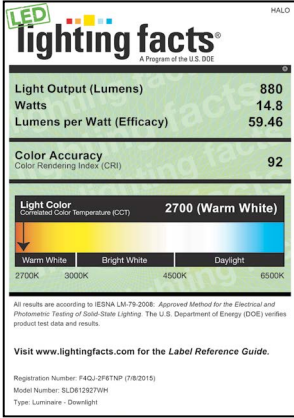 HALO
LED
lighting facts®
A Program of the U.S. DOE
Light Output (Lumens) 880
Watts 14.8
Lumens per Watt (Efficacy) 59.46
Color Accuracy 92
Color Rendering Index (CRI)
Light Color 2700 (Warm White)
Correlated Color Temperature (CCT)
Warm White Bright White Daylight
2700K 3000K 4500K 6500K
All results are according to IESNA LM-79-2008: Approved Method for the Electrical and
Photometric Testing of Solid-State Lighting. The U.S. Department of Energy (DOE) verifies
product test data and results.
Visit www.lightingfacts.com for the Label Reference Guide.
Registration Number: F4QJ-2F6TNP (7/8/2015)
Model Number: SLD612927WH
Type: Luminaire - Downlight